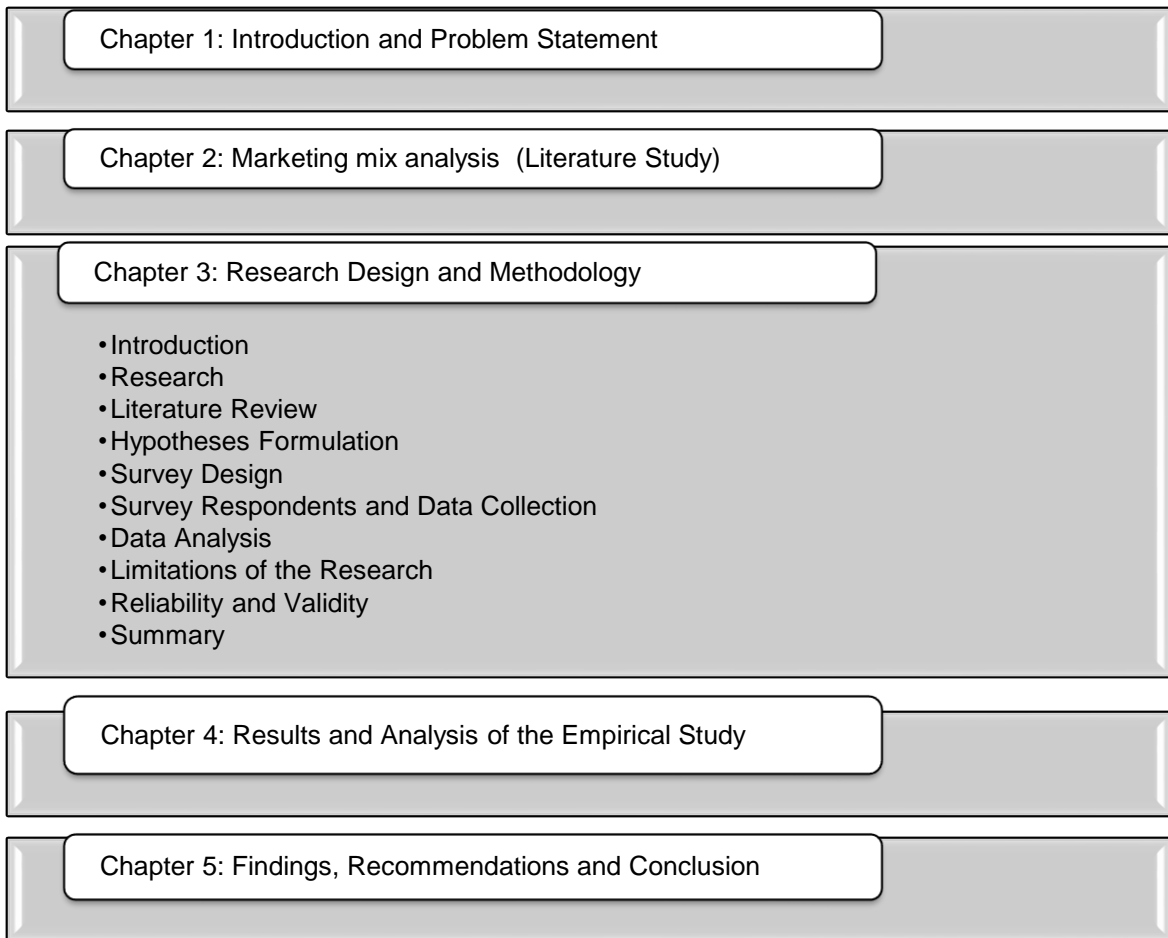 Chapter 1: Introduction and Problem Statement
Chapter 2: Marketing mix analysis (Literature Study)
Chapter 3: Research Design and Methodology
•Introduction
•Research
•Literature Review
•Hypotheses Formulation
•Survey Design
•Survey Respondents and Data Collection
•Data Analysis
•Limitations of the Research
•Reliability and Validity
•Summary
Chapter 4: Results and Analysis of the Empirical Study
Chapter 5: Findings, Recommendations and Conclusion